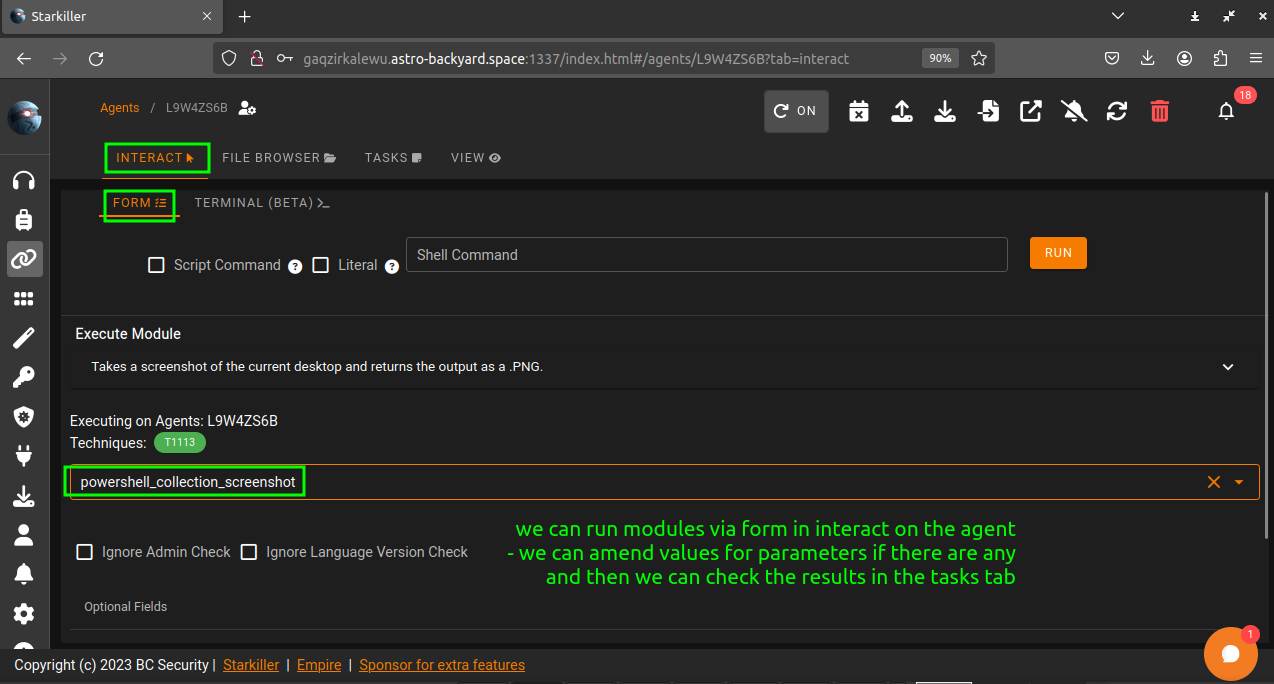 Starkiller
gaqzirkalewu.astro-backyard.space:1337/index.html#/agents/L9W4ZS6B?tab=interact
90%
Agents / L9W4ZS6B
ON
18
INTERACT
FILE BROWSER
TASKS
VIEW
FORM
TERMINAL (BETA)
Script Command ?
Literal ?
Shell Command
RUN
Execute Module
Takes a screenshot of the current desktop and returns the output as a .PNG.
Executing on Agents: L9W4ZS6B
Techniques: T1113
powershell_collection_screenshot
we can run modules via form in interact on the agent
- we can amend values for parameters if there are any
and then we can check the results in the tasks tab
Ignore Admin Check
Ignore Language Version Check
Optional Fields
1
Copyright (c) 2023 BC Security | Starkiller | Empire | Sponsor for extra features